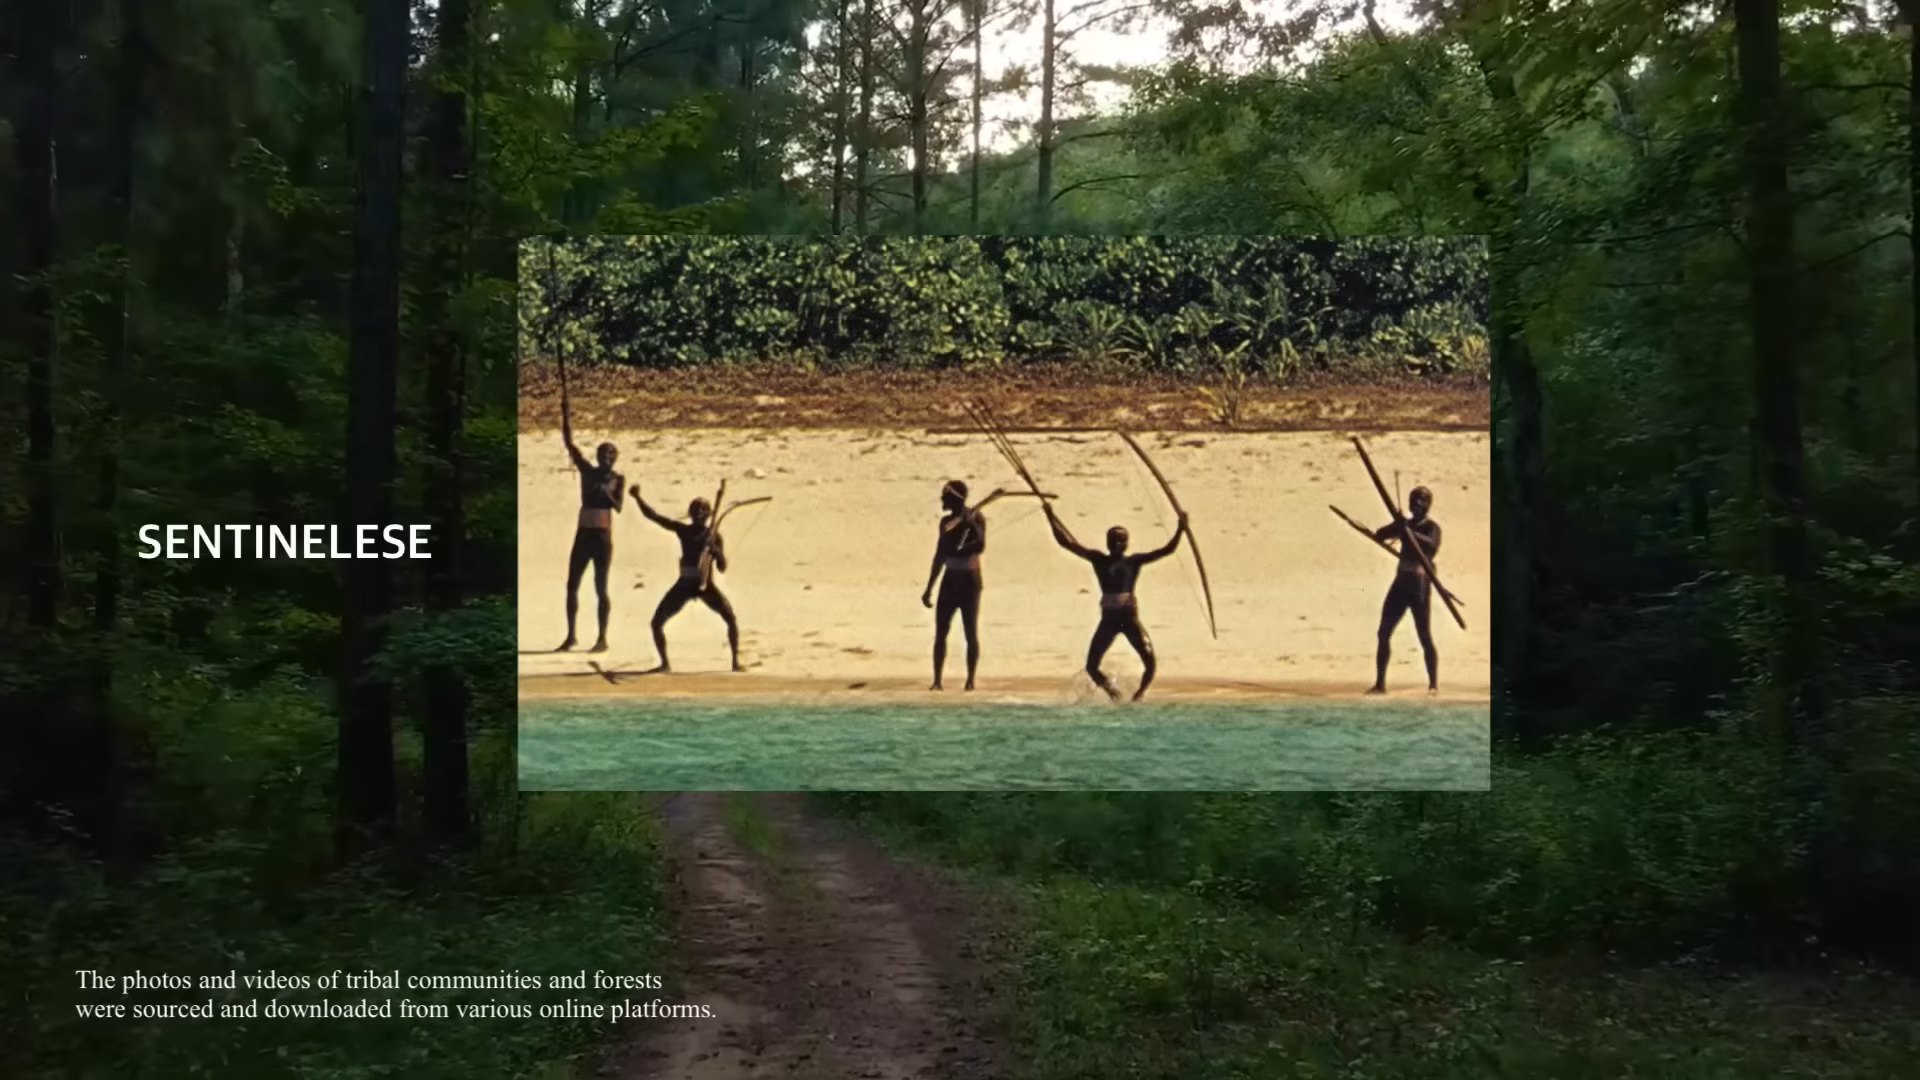 SENTINELESE
The photos and videos of tribal communities and forests
were sourced and downloaded from various online platforms.